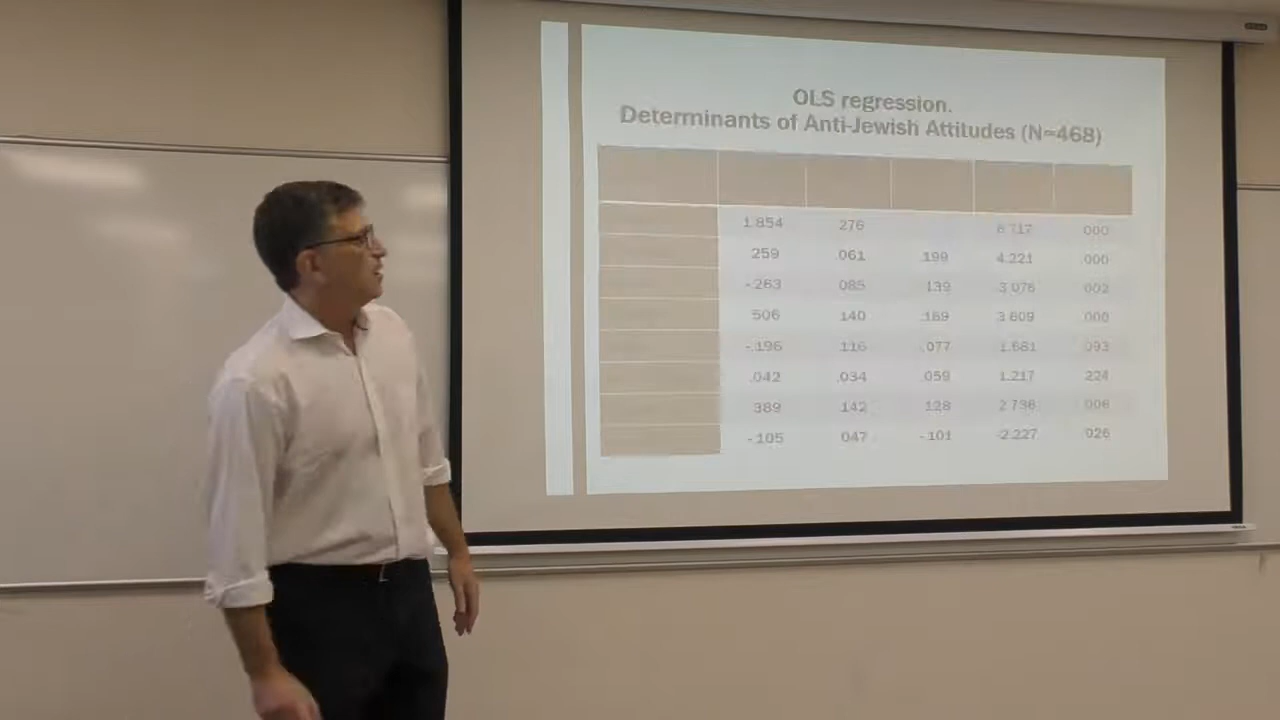 OLS regression.
Determinants of Anti-Jewish Attitudes (N=468)
1.854 276 6.717 000
259 .061 199 4.221 000
-.263 085 .139 3.076 002
506 140 .169 3.609 000
-.196 116 -.077 -1.681 093
.042 .034 059 1.217 224
389 142 128 2.736 006
-.105 047 -.101 -2.227 026